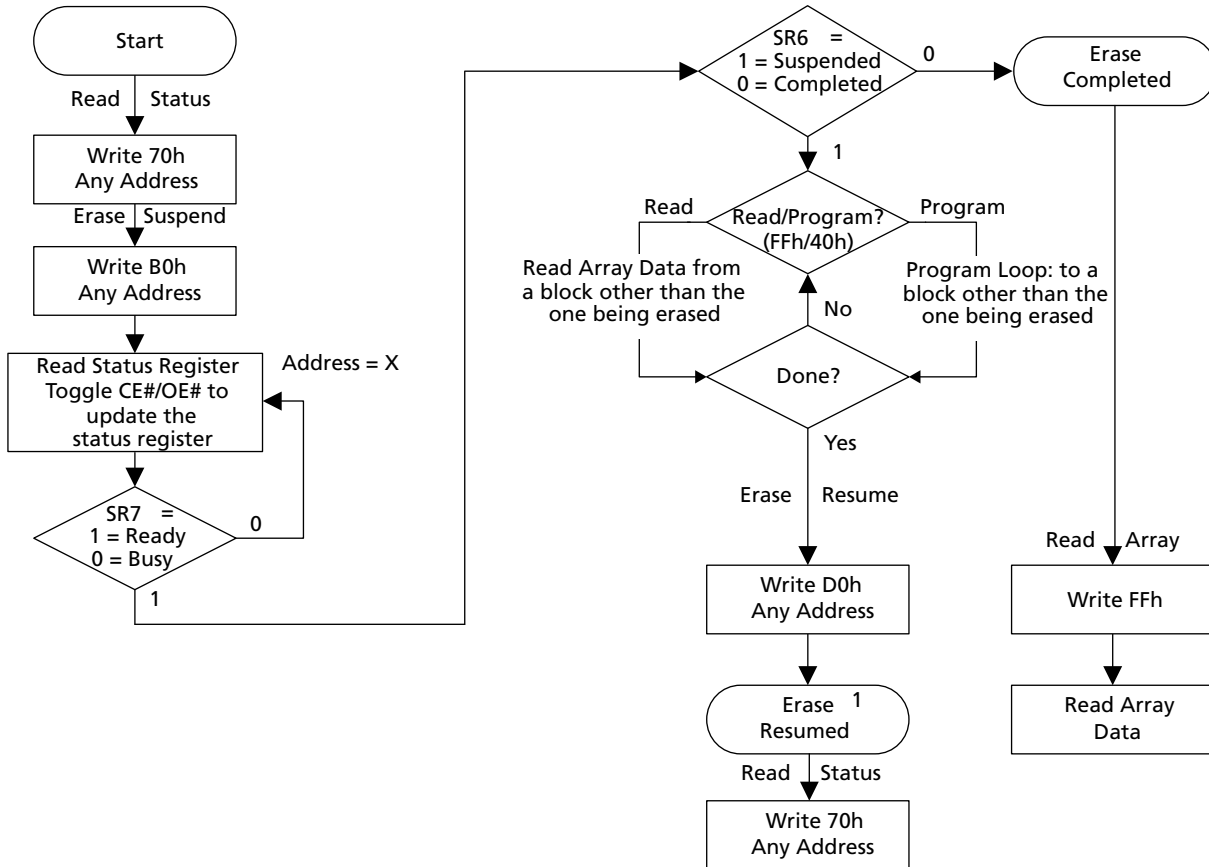 Start
Read Status
Write 70h
Any Address
Erase Suspend
Write B0h
Any Address
Read Status Register
Toggle CE#/OE# to
update the
status register
Address = X
SR7 =
1 = Ready
0 = Busy
0
1
SR6 =
1 = Suspended
0 = Completed
0
1
Erase
Completed
Read/Program?
(FFh/40h)
Read
Program
Read Array Data from
a block other than the
one being erased
Program Loop: to a
block other than the
one being erased
No
Done?
Yes
Erase Resume
Write D0h
Any Address
Erase 1
Resumed
Read Status
Write 70h
Any Address
Read Array
Write FFh
Read Array
Data